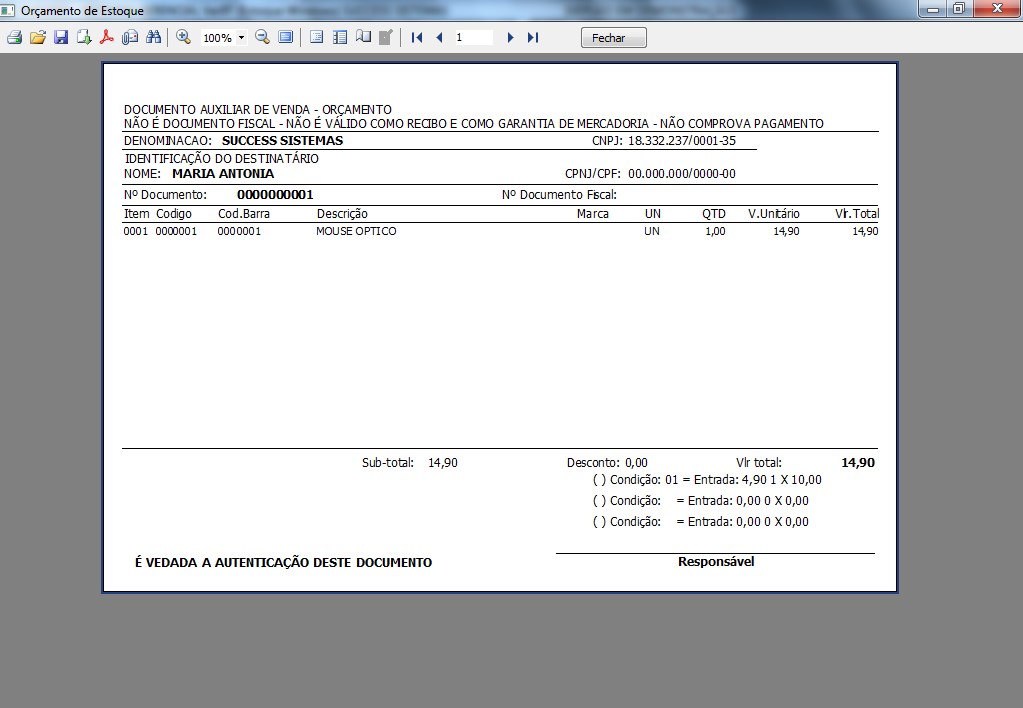 Orçamento de Estoque
100%
1
Fechar
DOCUMENTO AUXILIAR DE VENDA - ORÇAMENTO
NÃO É DOCUMENTO FISCAL - NÃO É VÁLIDO COMO RECIBO E COMO GARANTIA DE MERCADORIA - NÃO COMPROVA PAGAMENTO
DENOMINACAO: SUCCESS SISTEMAS CNPJ: 18.332.237/0001-35
IDENTIFICAÇÃO DO DESTINATÁRIO
NOME: MARIA ANTONIA CPNJ/CPF: 00.000.000/0000-00
Nº Documento: 0000000001 Nº Documento Fiscal:
Item Codigo Cod.Barra Descrição Marca UN QTD V.Unitário Vlr.Total
0001 0000001 0000001 MOUSE OPTICO UN 1,00 14,90 14,90
Sub-total: 14,90 Desconto: 0,00 Vlr total: 14,90
( ) Condição: 01 = Entrada: 4,90 1 X 10,00
( ) Condição: = Entrada: 0,00 0 X 0,00
( ) Condição: = Entrada: 0,00 0 X 0,00
É VEDADA A AUTENTICAÇÃO DESTE DOCUMENTO Responsável